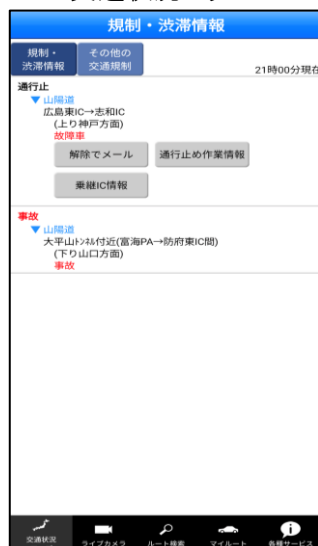 規制・渋滞情報
規制・
渋滞情報
その他の
交通規制
21時00分現在
通行止
▼山陽道
広島東IC→志和IC
(上り神戸方面)
故障車
解除でメール
通行止め作業情報
乗継IC情報
事故
▼山陽道
大平山トンネル付近(富海PA→防府東IC間)
(下り山口方面)
事故
交通状況
ライブカメラ
ルート検索
マイルート
各種サービス